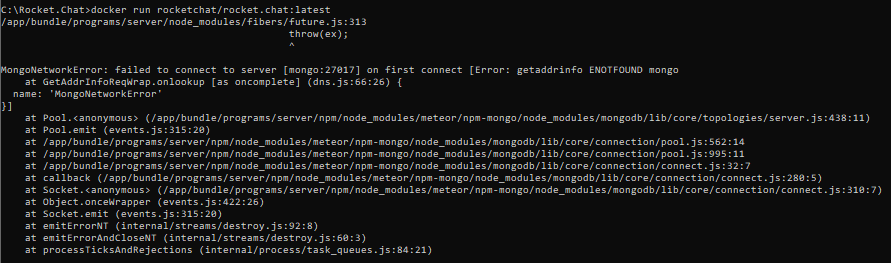 C:\Rocket.Chat>docker run rocketchat/rocket.chat:latest
/app/bundle/programs/server/node_modules/fibers/future.js:313
throw(ex);
^
MongoNetworkError: failed to connect to server [mongo:27017] on first connect [Error: getaddrinfo ENOTFOUND mongo
at GetAddrInfoReqWrap.onlookup [as oncomplete] (dns.js:66:26) {
name: 'MongoNetworkError'
}]
at Pool.<anonymous> (/app/bundle/programs/server/npm/node_modules/meteor/npm-mongo/node_modules/mongodb/lib/core/topologies/server.js:438:11)
at Pool.emit (events.js:315:20)
at /app/bundle/programs/server/npm/node_modules/meteor/npm-mongo/node_modules/mongodb/lib/core/connection/pool.js:562:14
at /app/bundle/programs/server/npm/node_modules/meteor/npm-mongo/node_modules/mongodb/lib/core/connection/pool.js:995:11
at /app/bundle/programs/server/npm/node_modules/meteor/npm-mongo/node_modules/mongodb/lib/core/connection/connect.js:32:7
at callback (/app/bundle/programs/server/npm/node_modules/meteor/npm-mongo/node_modules/mongodb/lib/core/connection/connect.js:280:5)
at Socket.<anonymous> (/app/bundle/programs/server/npm/node_modules/meteor/npm-mongo/node_modules/mongodb/lib/core/connection/connect.js:310:7)
at Object.onceWrapper (events.js:422:26)
at Socket.emit (events.js:315:20)
at emitErrorNT (internal/streams/destroy.js:92:8)
at emitErrorAndCloseNT (internal/streams/destroy.js:60:3)
at processTicksAndRejections (internal/process/task_queues.js:84:21)